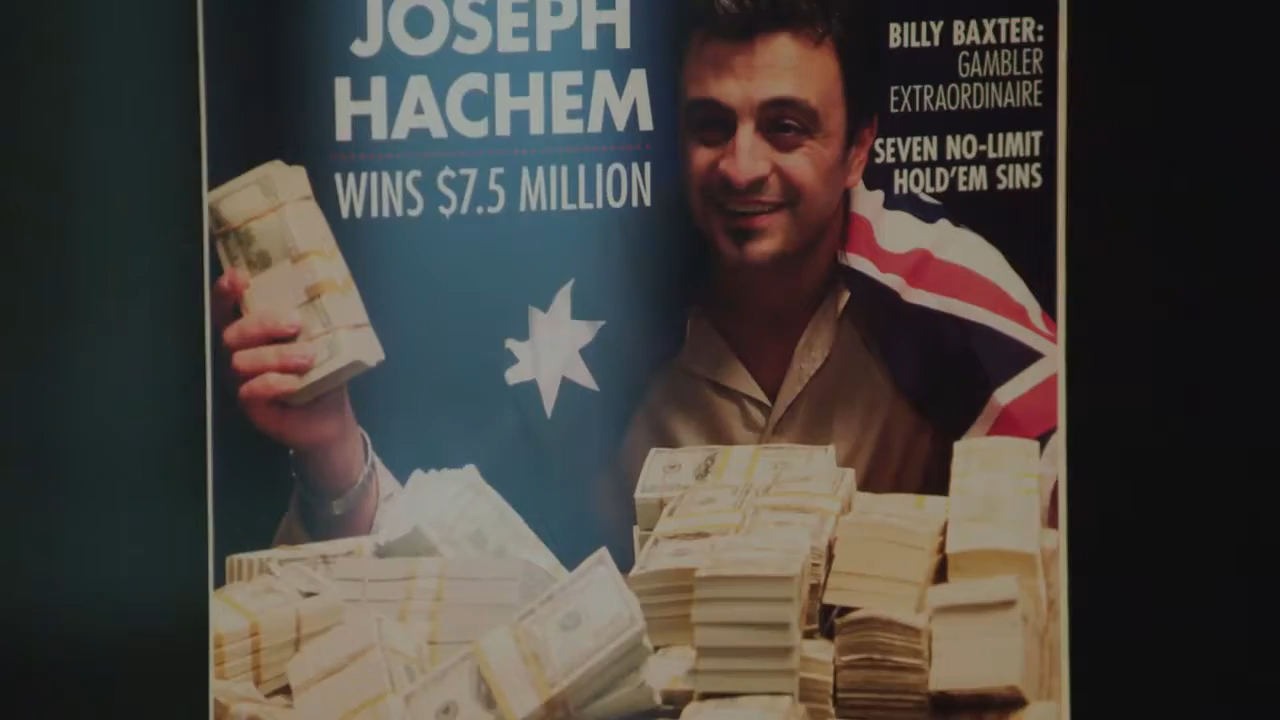 JOSEPH
HACHEM
WINS $7.5 MILLION
BILLY BAXTER:
GAMBLER
EXTRAORDINAIRE
SEVEN NO-LIMIT
HOLD'EM SINS